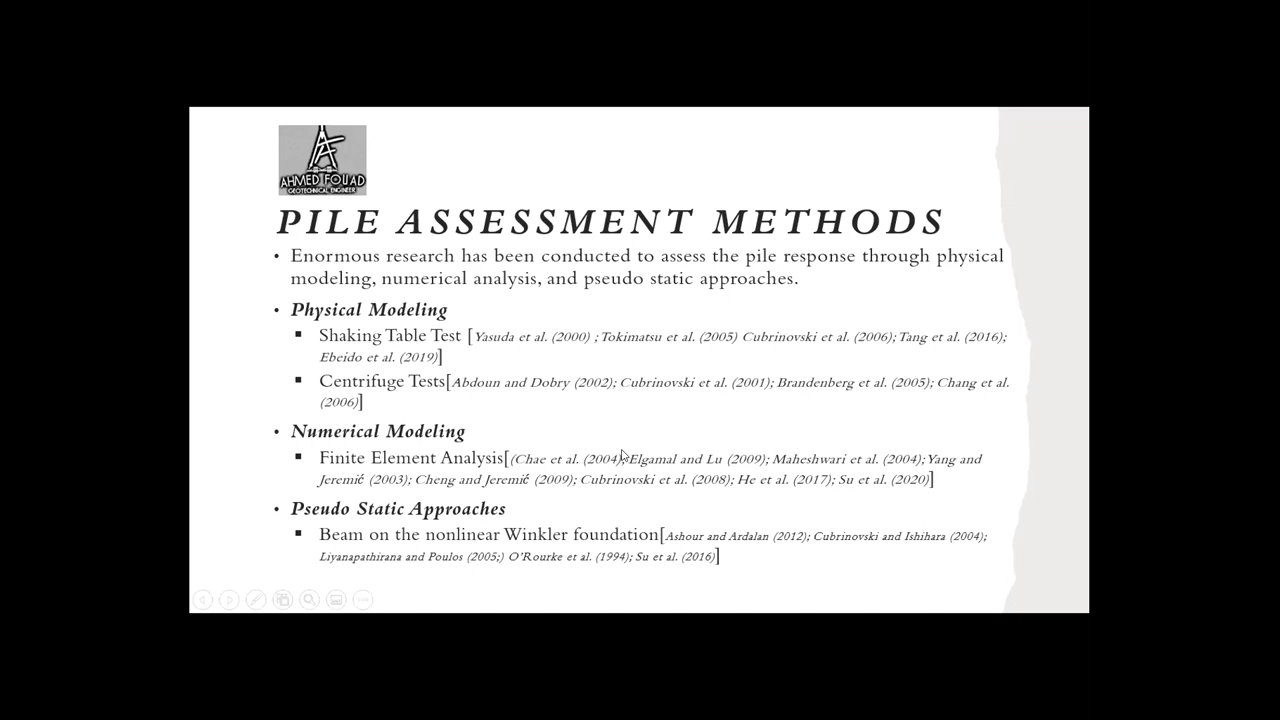 AHMED FOUAD
GEOTECHNICAL ENGINEER
PILE ASSESSMENT METHODS
• Enormous research has been conducted to assess the pile response through physical
modeling, numerical analysis, and pseudo static approaches.
• Physical Modeling
▪ Shaking Table Test [Yasuda et al. (2000) ; Tokimatsu et al. (2005) Cubrinovski et al. (2006); Tang et al. (2016);
Ebeido et al. (2019)]
▪ Centrifuge Tests[Abdoun and Dobry (2002); Cubrinovski et al. (2001); Brandenberg et al. (2005); Chang et al.
(2006)]
• Numerical Modeling
▪ Finite Element Analysis[(Chae et al. (2004); Elgamal and Lu (2009); Maheshwari et al. (2004); Yang and
Jeremić (2003); Cheng and Jeremić (2009); Cubrinovski et al. (2008); He et al. (2017); Su et al. (2020)]
• Pseudo Static Approaches
▪ Beam on the nonlinear Winkler foundation[Ashour and Ardalan (2012); Cubrinovski and Ishihara (2004);
Liyanapathirana and Poulos (2005;) O'Rourke et al. (1994); Su et al. (2016)]